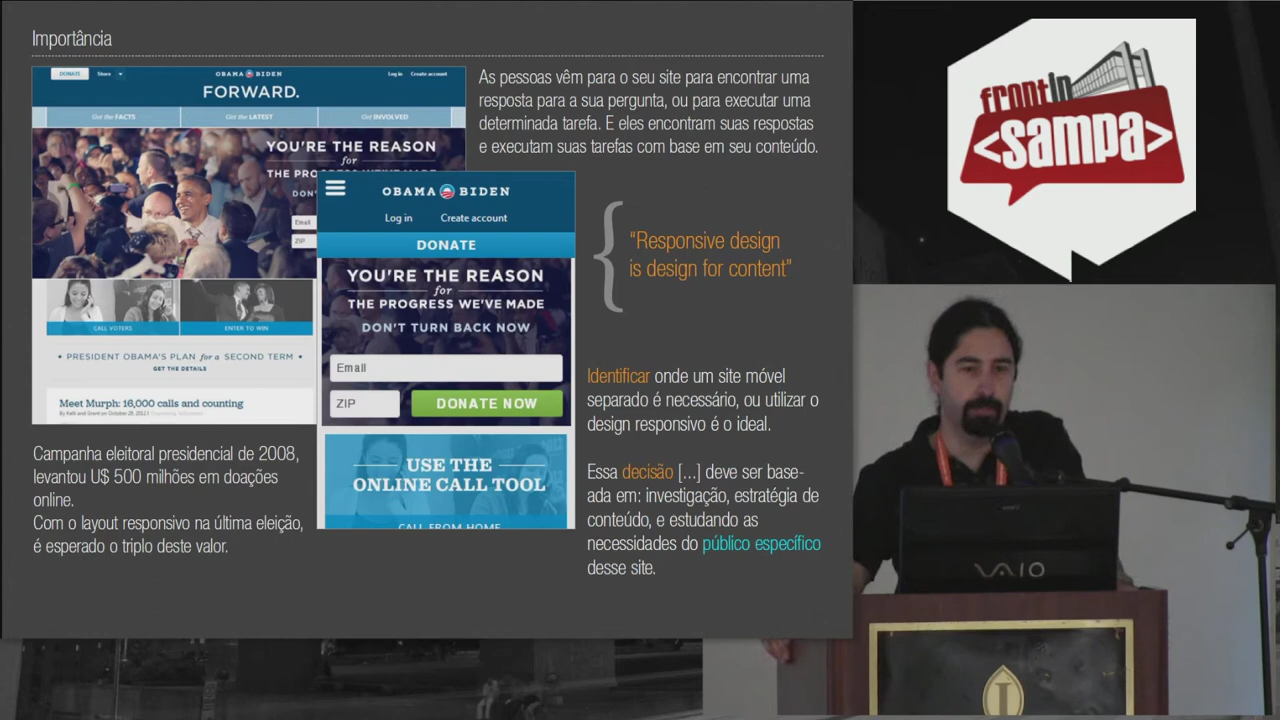 Importância
DONATE
Share
OBAMA BIDEN
Log in
Create account
FORWARD.
Get the FACTS
Get the LATEST
Get INVOLVED
YOU'RE THE REASON
for
Email
ZIP
CALL VOTERS
ENTER TO WIN
PRESIDENT OBAMA'S PLAN for a SECOND TERM
GET THE DETAILS
Meet Murph: 16,000 calls and counting
OBAMA BIDEN
Log in
Create account
DONATE
YOU'RE THE REASON
for
THE PROGRESS WE'VE MADE
DON'T TURN BACK NOW
Email
ZIP
DONATE NOW
USE THE
ONLINE CALL TOOL
CALL FROM HOME
As pessoas vêm para o seu site para encontrar uma
resposta para a sua pergunta, ou para executar uma
determinada tarefa. E eles encontram suas respostas
e executam suas tarefas com base em seu conteúdo.
"Responsive design
is design for content"
Identificar onde um site móvel
separado é necessário, ou utilizar o
design responsivo é o ideal.
Essa decisão [...] deve ser base-
ada em: investigação, estratégia de
conteúdo, e estudando as
necessidades do público específico
desse site.
Campanha eleitoral presidencial de 2008,
levantou U$ 500 milhões em doações
online.
Com o layout responsivo na última eleição,
é esperado o triplo deste valor.
frontIn
<sampa>
VAIO